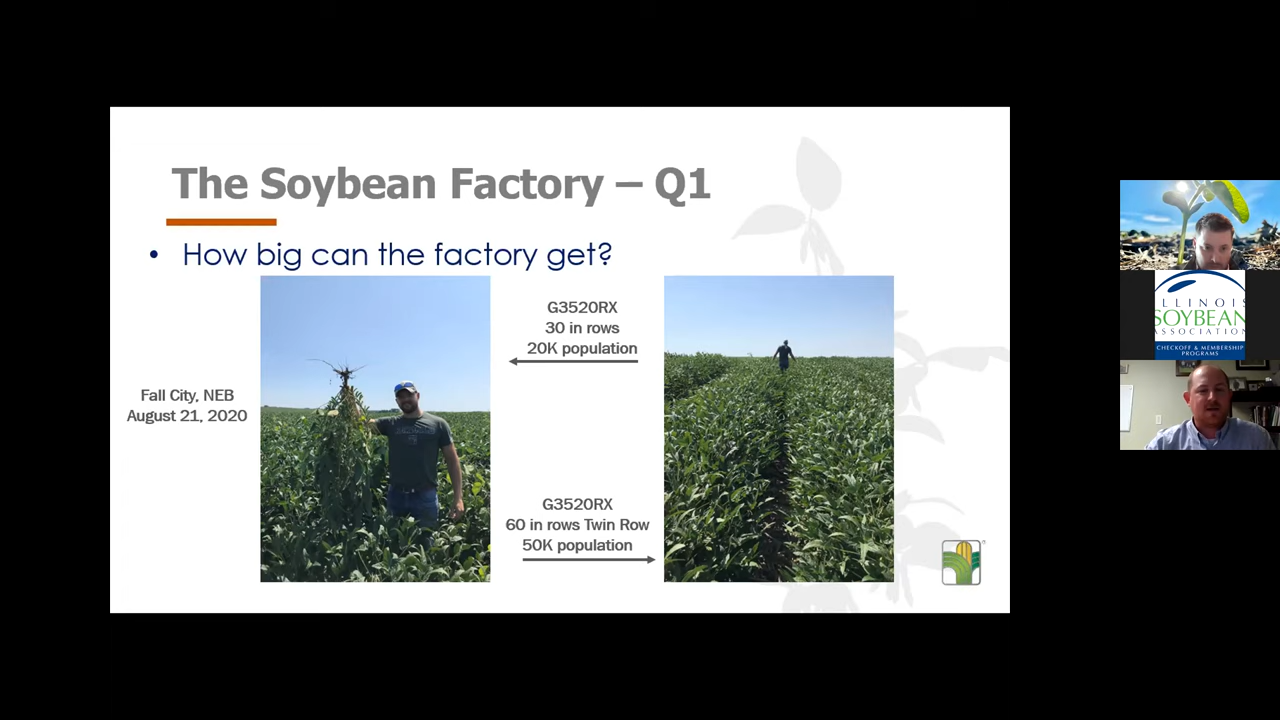 The Soybean Factory – Q1
• How big can the factory get?
G3520RX
30 in rows
20K population
Fall City, NEB
August 21, 2020
G3520RX
60 in rows Twin Row
50K population
ILLINOIS
SOYBEAN
ASSOCIATION
CHECKOFF & MEMBERSHIP
PROGRAMS